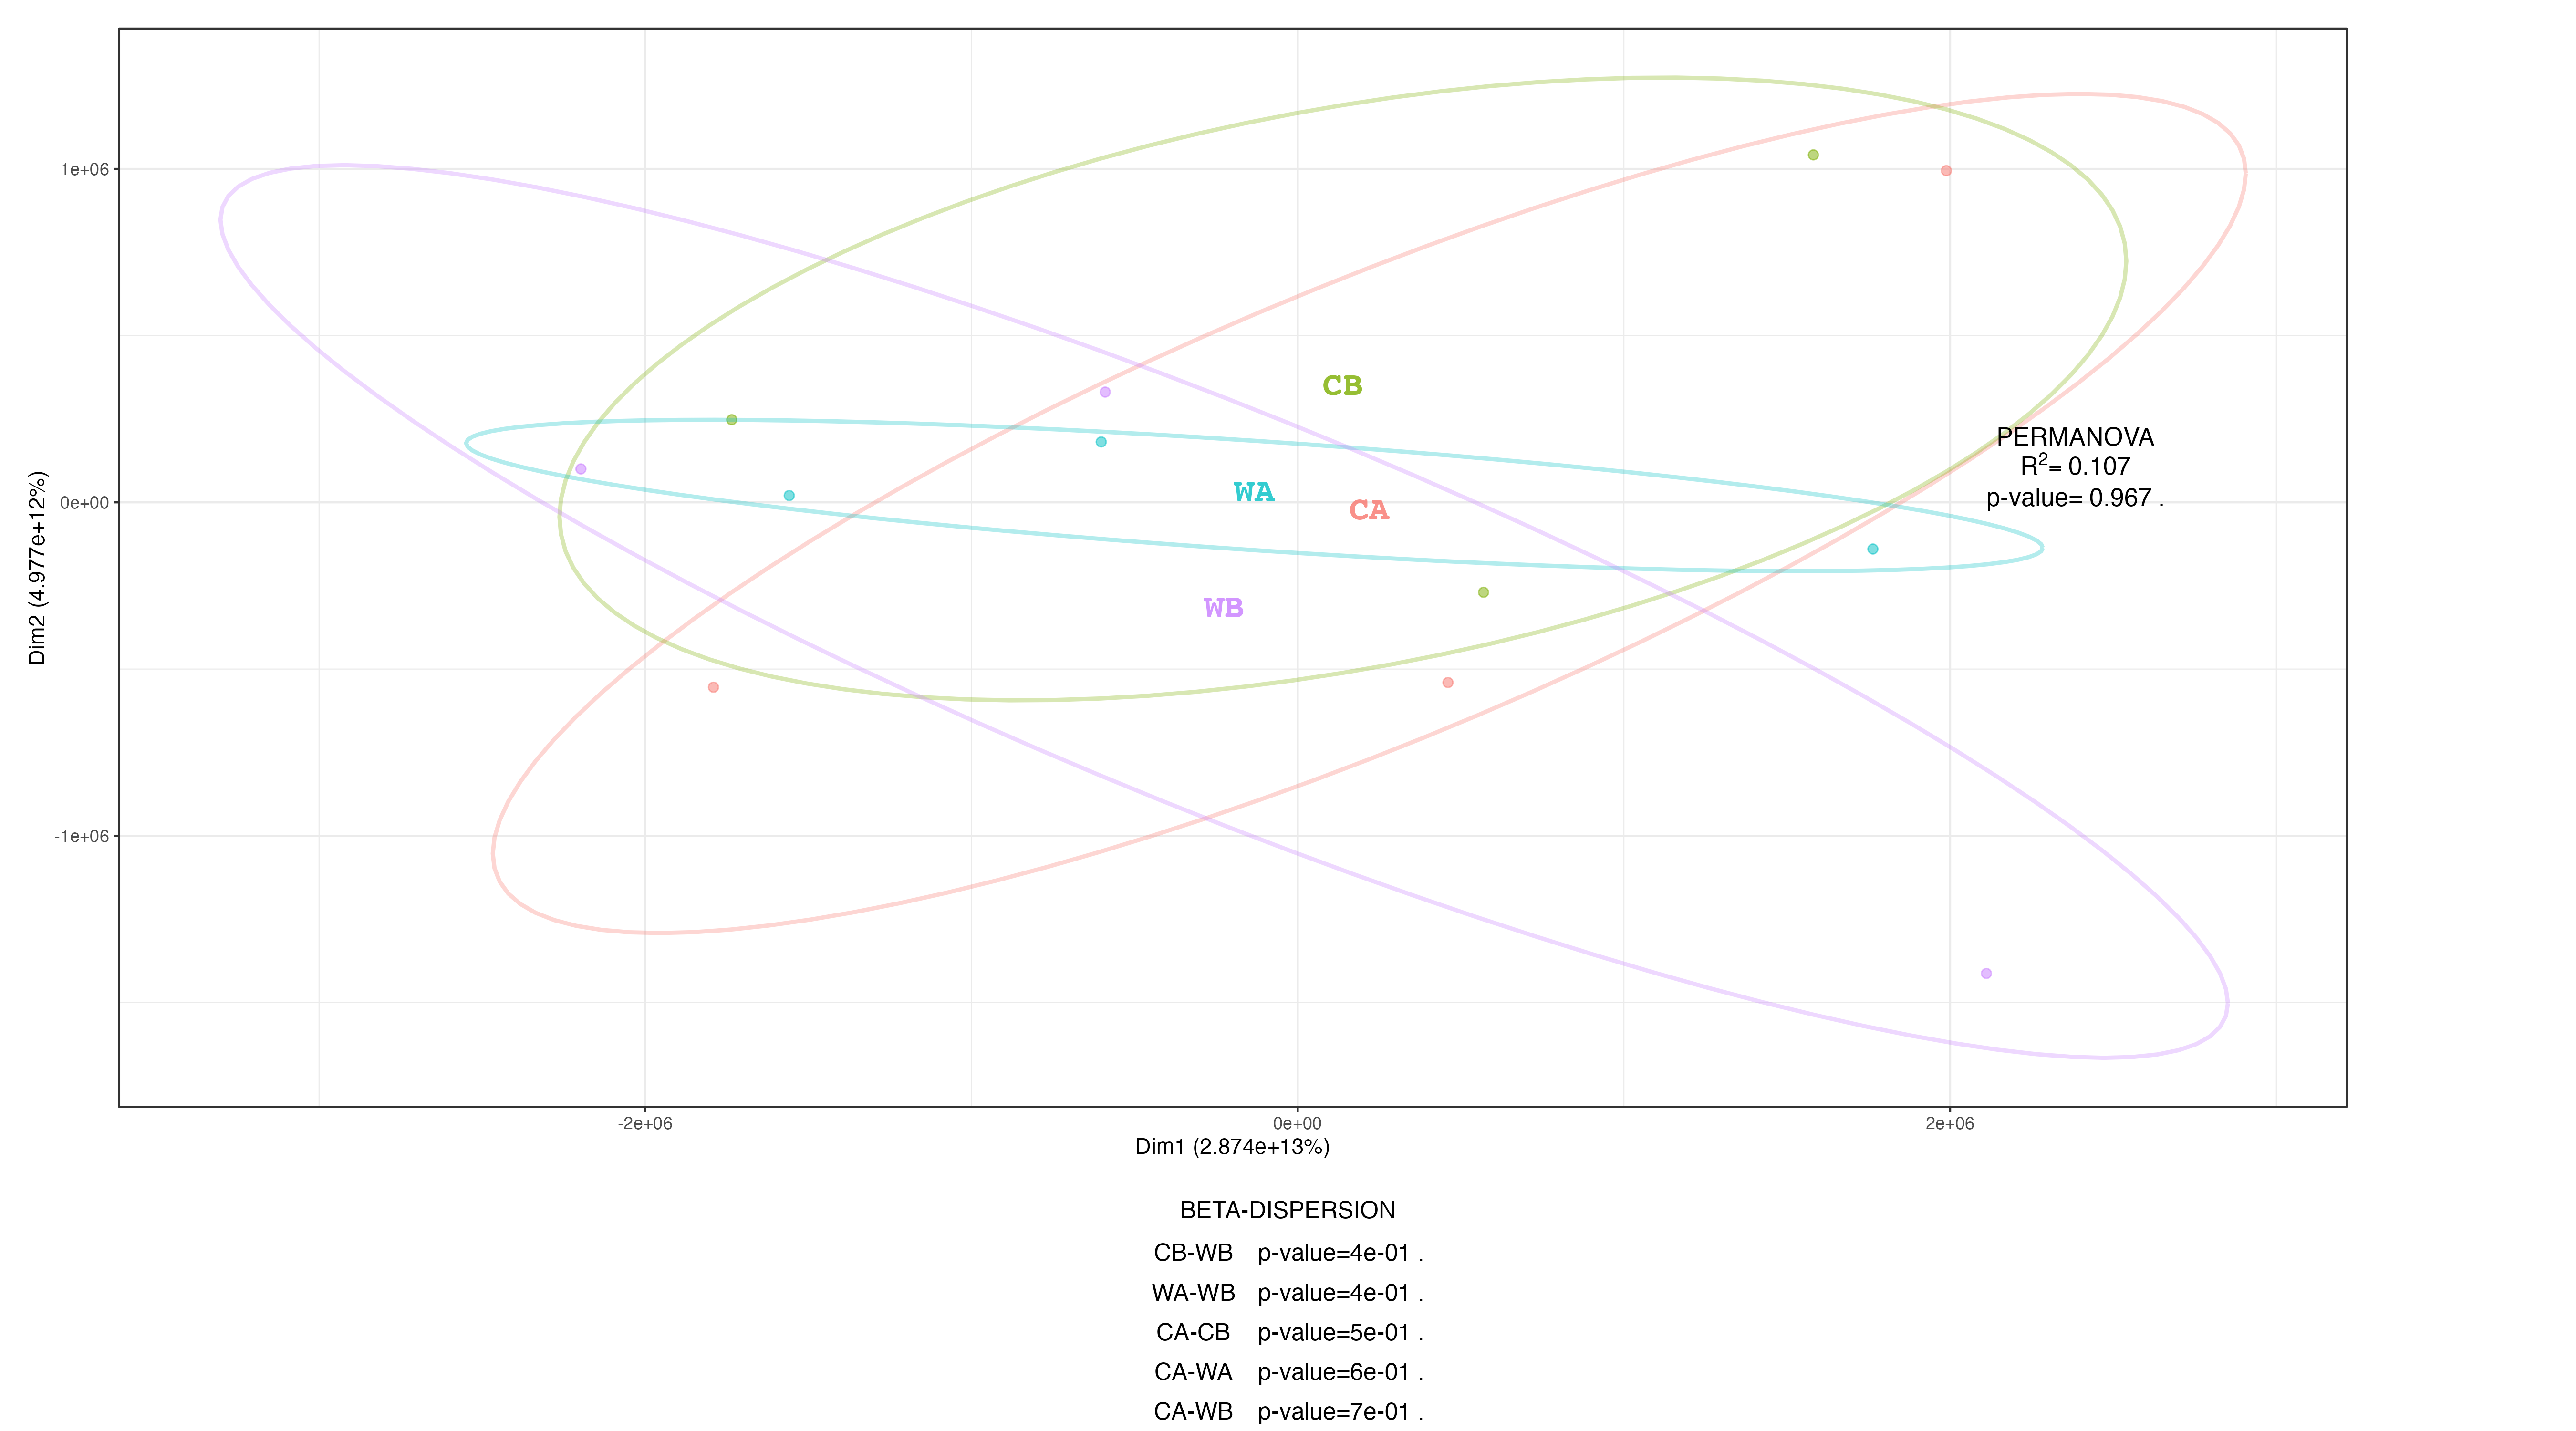 1e+06
CB
PERMANOVA
R²= 0.107
p-value= 0.967 .
0e+00
WA
CA
WB
-1e+06
Dim2 (4.977e+12%)
-2e+06
0e+00
2e+06
Dim1 (2.874e+13%)
BETA-DISPERSION
CB-WB p-value=4e-01 .
WA-WB p-value=4e-01 .
CA-CB p-value=5e-01 .
CA-WA p-value=6e-01 .
CA-WB p-value=7e-01 .